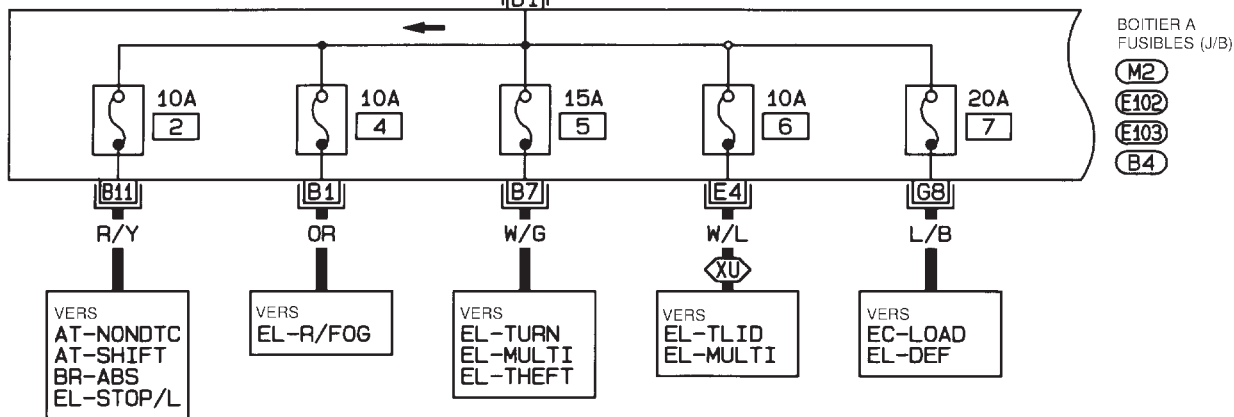 B1
BOITIER A
FUSIBLES (J/B)
M2
E102
E103
B4
10A
2
10A
4
15A
5
10A
6
20A
7
B11
B1
B7
E4
G8
R/Y
OR
W/G
W/L
L/B
XU
VERS
AT-NONDTC
AT-SHIFT
BR-ABS
EL-STOP/L
VERS
EL-R/FOG
VERS
EL-TURN
EL-MULTI
EL-THEFT
VERS
EL-TLID
EL-MULTI
VERS
EC-LOAD
EL-DEF